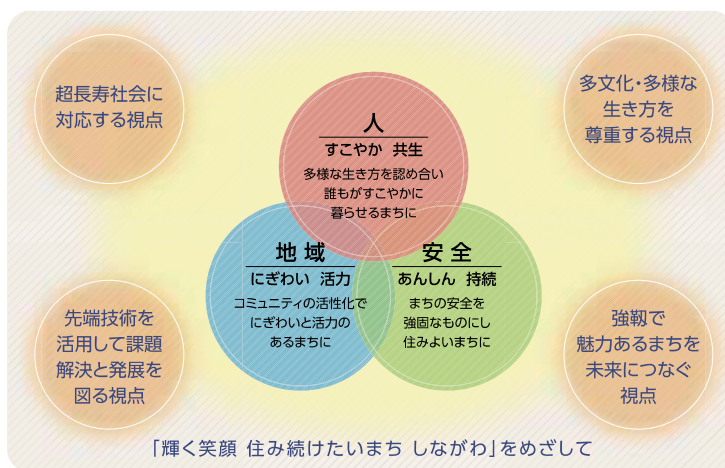 超長寿社会に
対応する視点
多文化・多様な
生き方を
尊重する視点
人
すこやか 共生
多様な生き方を認め合い
誰もがすこやかに
暮らせるまちに
地域
にぎわい 活力
コミュニティの活性化で
にぎわいと活力の
あるまちに
安全
あんしん 持続
まちの安全を
強固なものにし
住みよいまちに
先端技術を
活用して課題
解決と発展を
図る視点
強靱で
魅力あるまちを
未来につなぐ
視点
「輝く笑顔 住み続けたいまち しながわ」をめざして